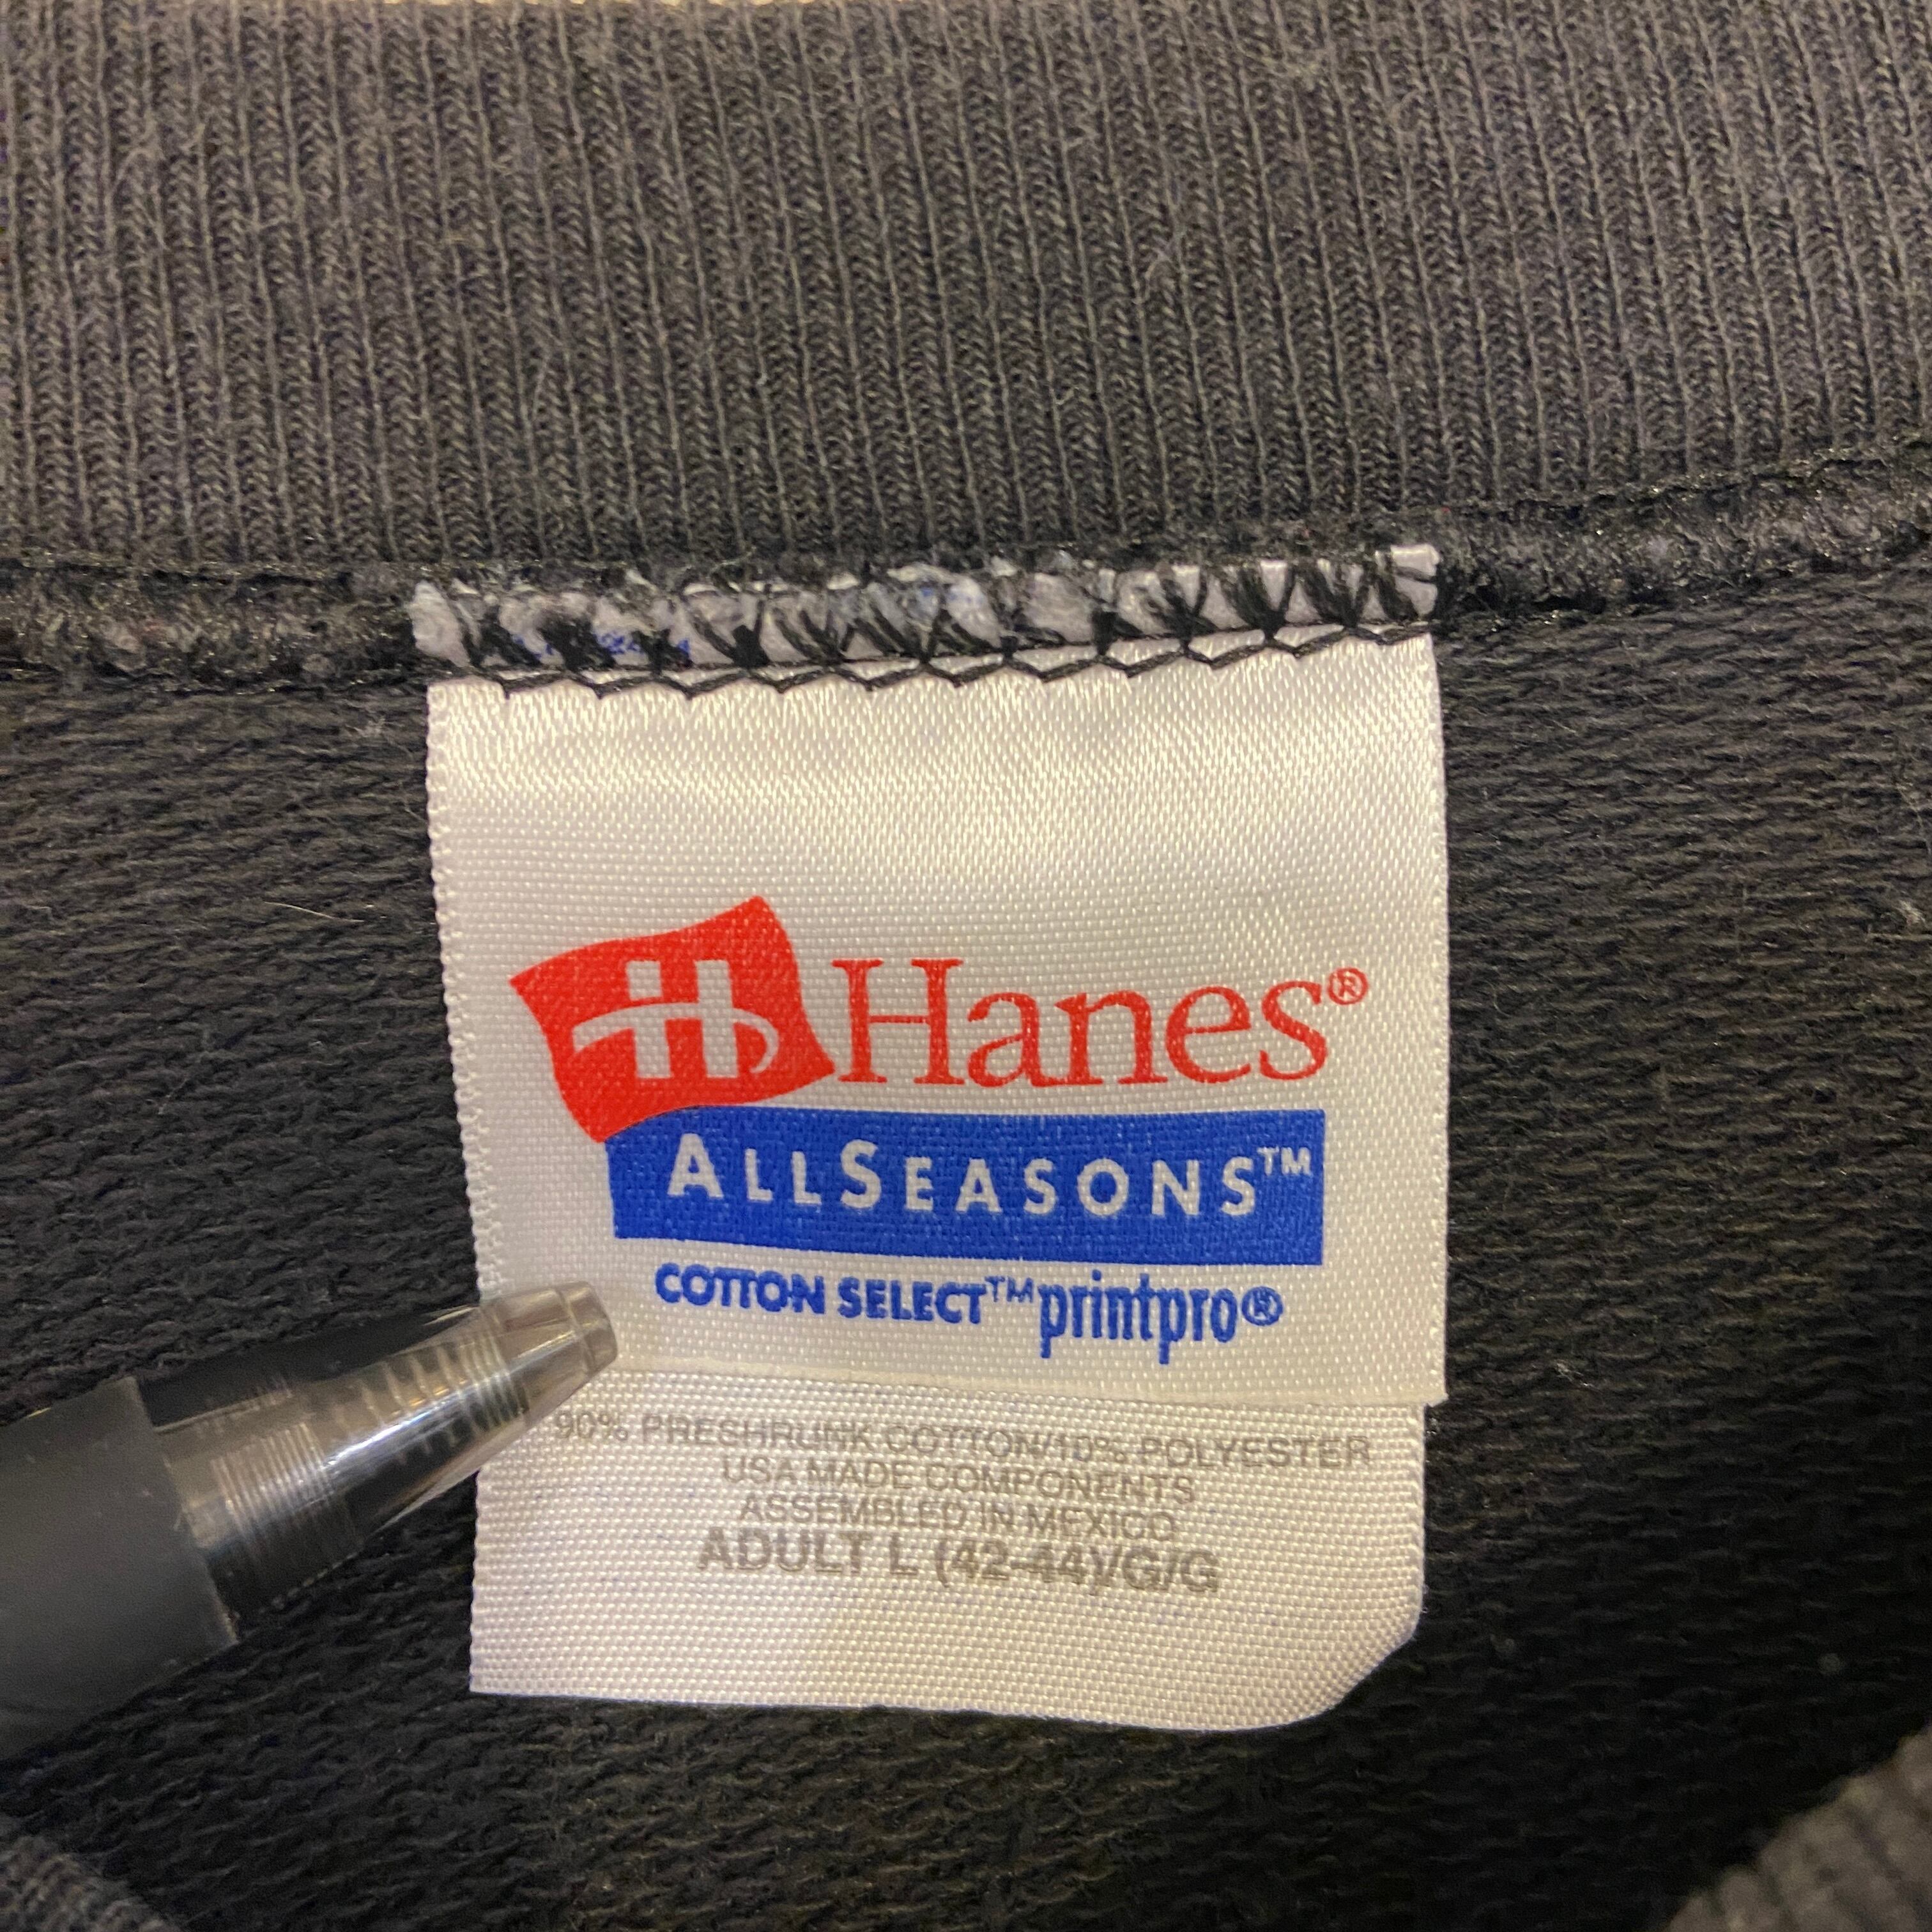 Hanes®
ALLSEASONS™
COTTON SELECT™ printpro®
90% PRESHRUNK COTTON/10% POLYESTER
USA MADE COMPONENTS
ASSEMBLED IN MEXICO
ADULT L (42-44)/G/G